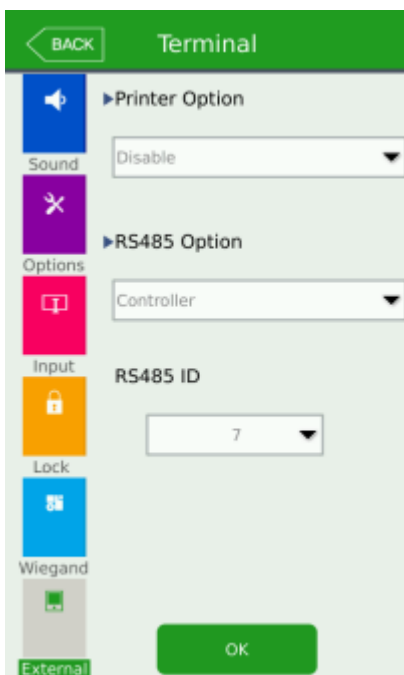 BACK
Terminal
Sound
Options
Input
Lock
Wiegand
External
Printer Option
Disable
RS485 Option
Controller
RS485 ID
7
OK